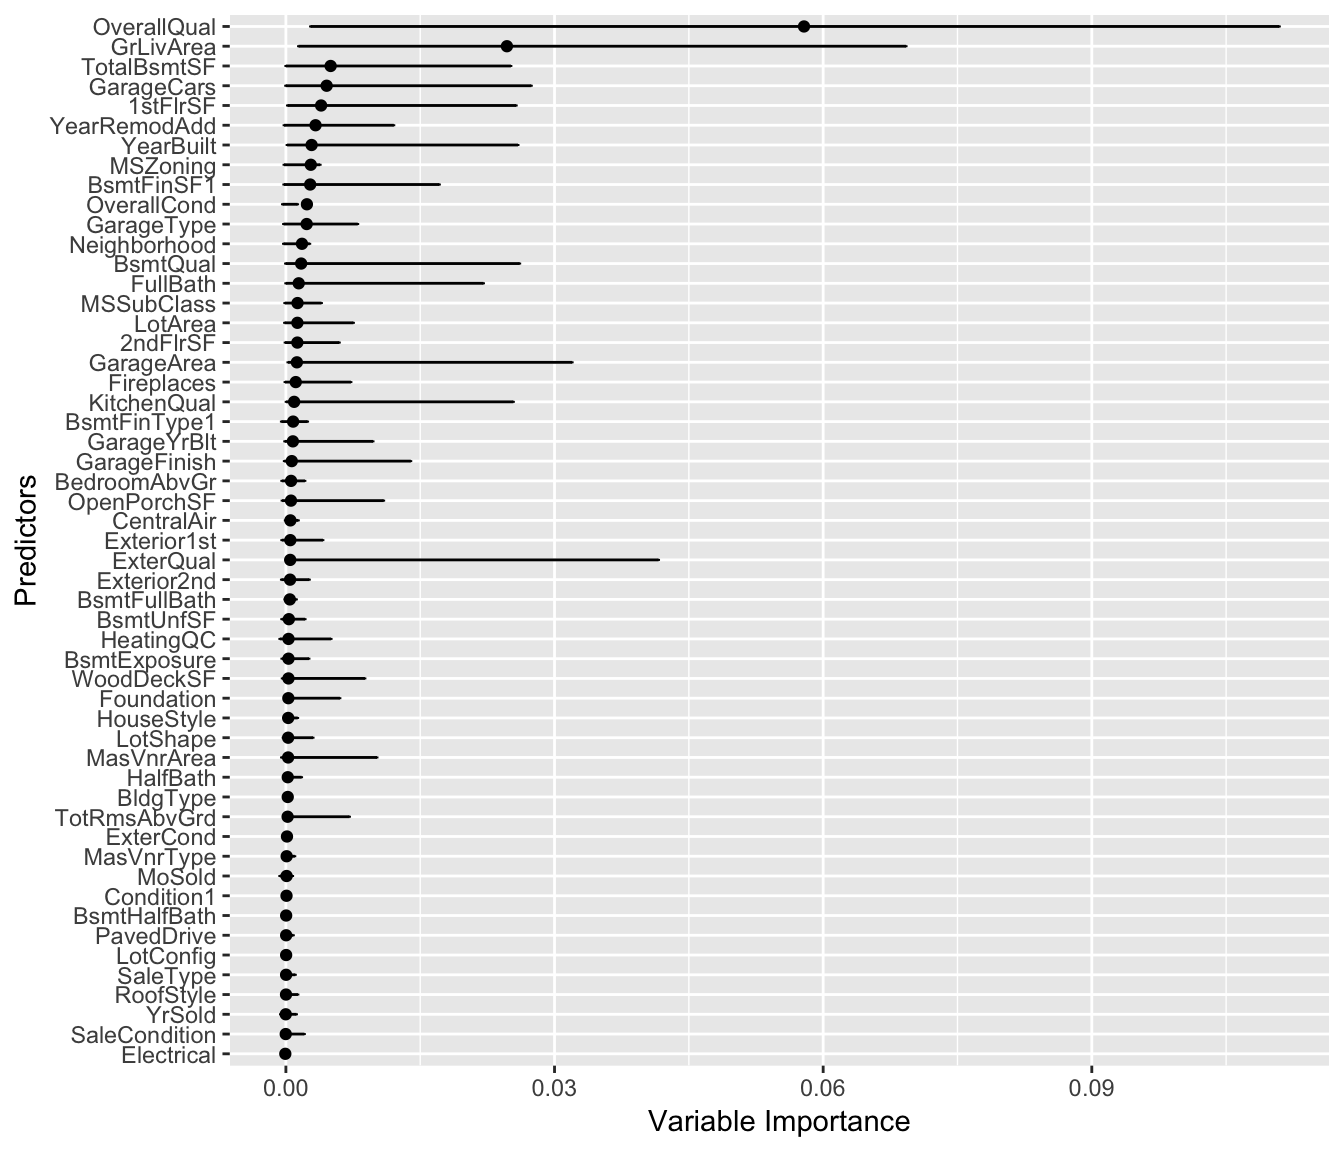 OverallQual
GrLivArea
TotalBsmtSF
GarageCars
1stFlrSF
YearRemodAdd
YearBuilt
MSZoning
BsmtFinSF1
OverallCond
GarageType
Neighborhood
BsmtQual
FullBath
MSSubClass
LotArea
2ndFlrSF
GarageArea
Fireplaces
KitchenQual
BsmtFinType1
GarageYrBlt
GarageFinish
BedroomAbvGr
OpenPorchSF
CentralAir
Exterior1st
ExterQual
Exterior2nd
BsmtFullBath
BsmtUnfSF
HeatingQC
BsmtExposure
WoodDeckSF
Foundation
HouseStyle
LotShape
MasVnrArea
HalfBath
BldgType
TotRmsAbvGrd
ExterCond
MasVnrType
MoSold
Condition1
BsmtHalfBath
PavedDrive
LotConfig
SaleType
RoofStyle
YrSold
SaleCondition
Electrical
Predictors
0.00 0.03 0.06 0.09
Variable Importance